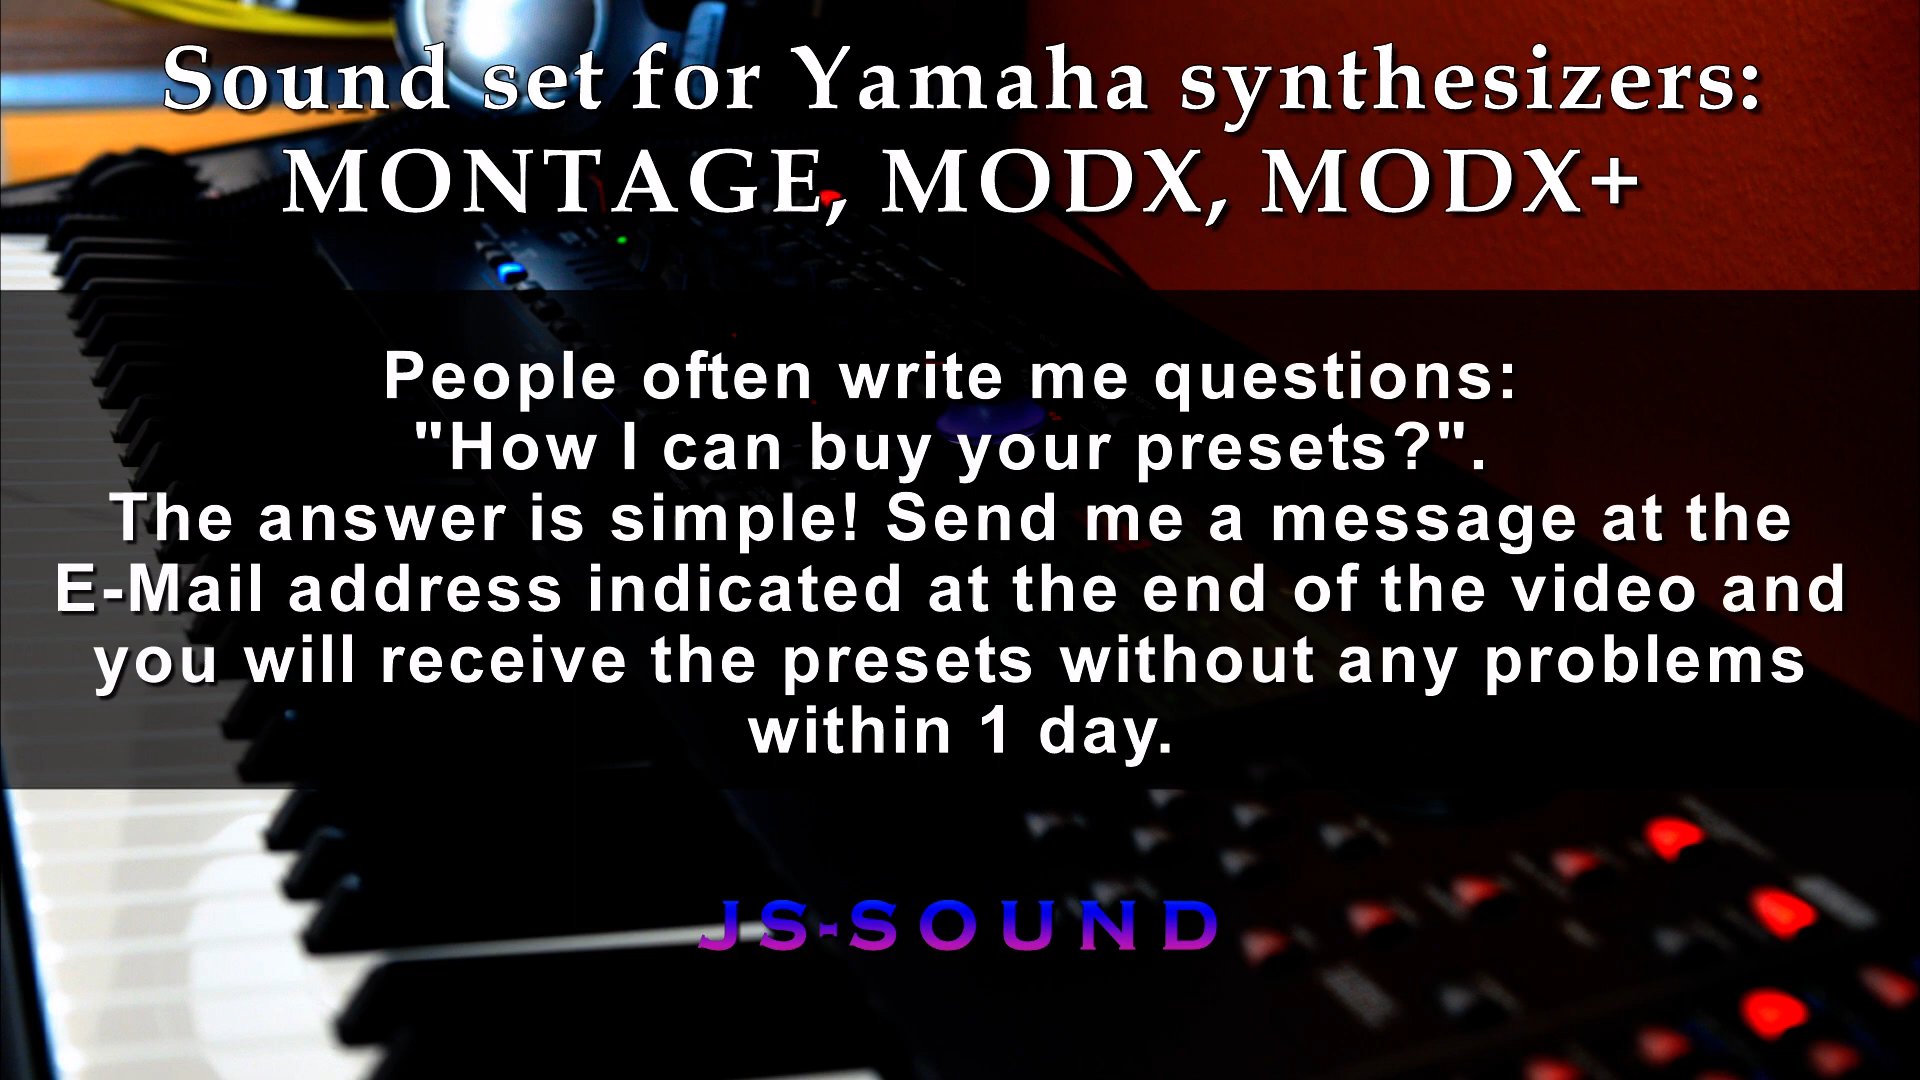 Sound set for Yamaha synthesizers:
MONTAGE, MODX, MODX+
People often write me questions:
"How I can buy your presets?".
The answer is simple! Send me a message at the
E-Mail address indicated at the end of the video and
you will receive the presets without any problems
within 1 day.
JS-SOUND